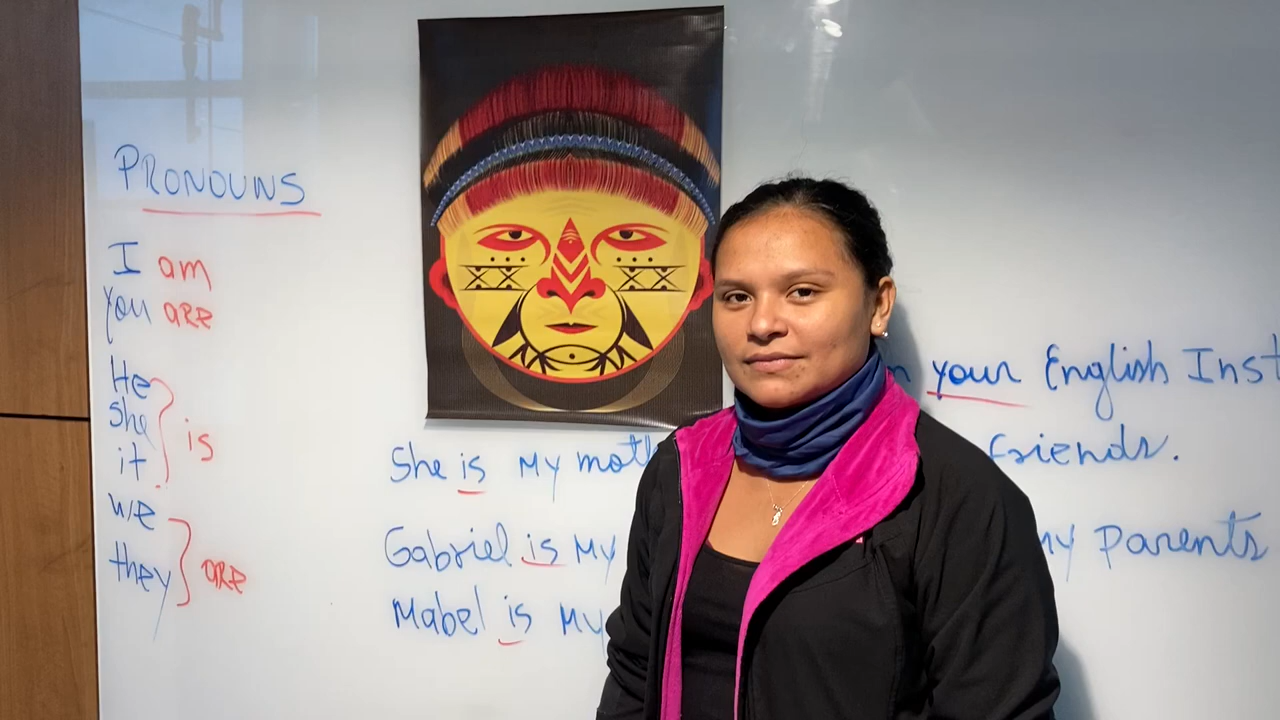 PRONOUNS
I am
you are
He
She
it
is
we
they
are
your English Inst
She is My moth friends.
Gabriel is My My Parents
Mabel is My